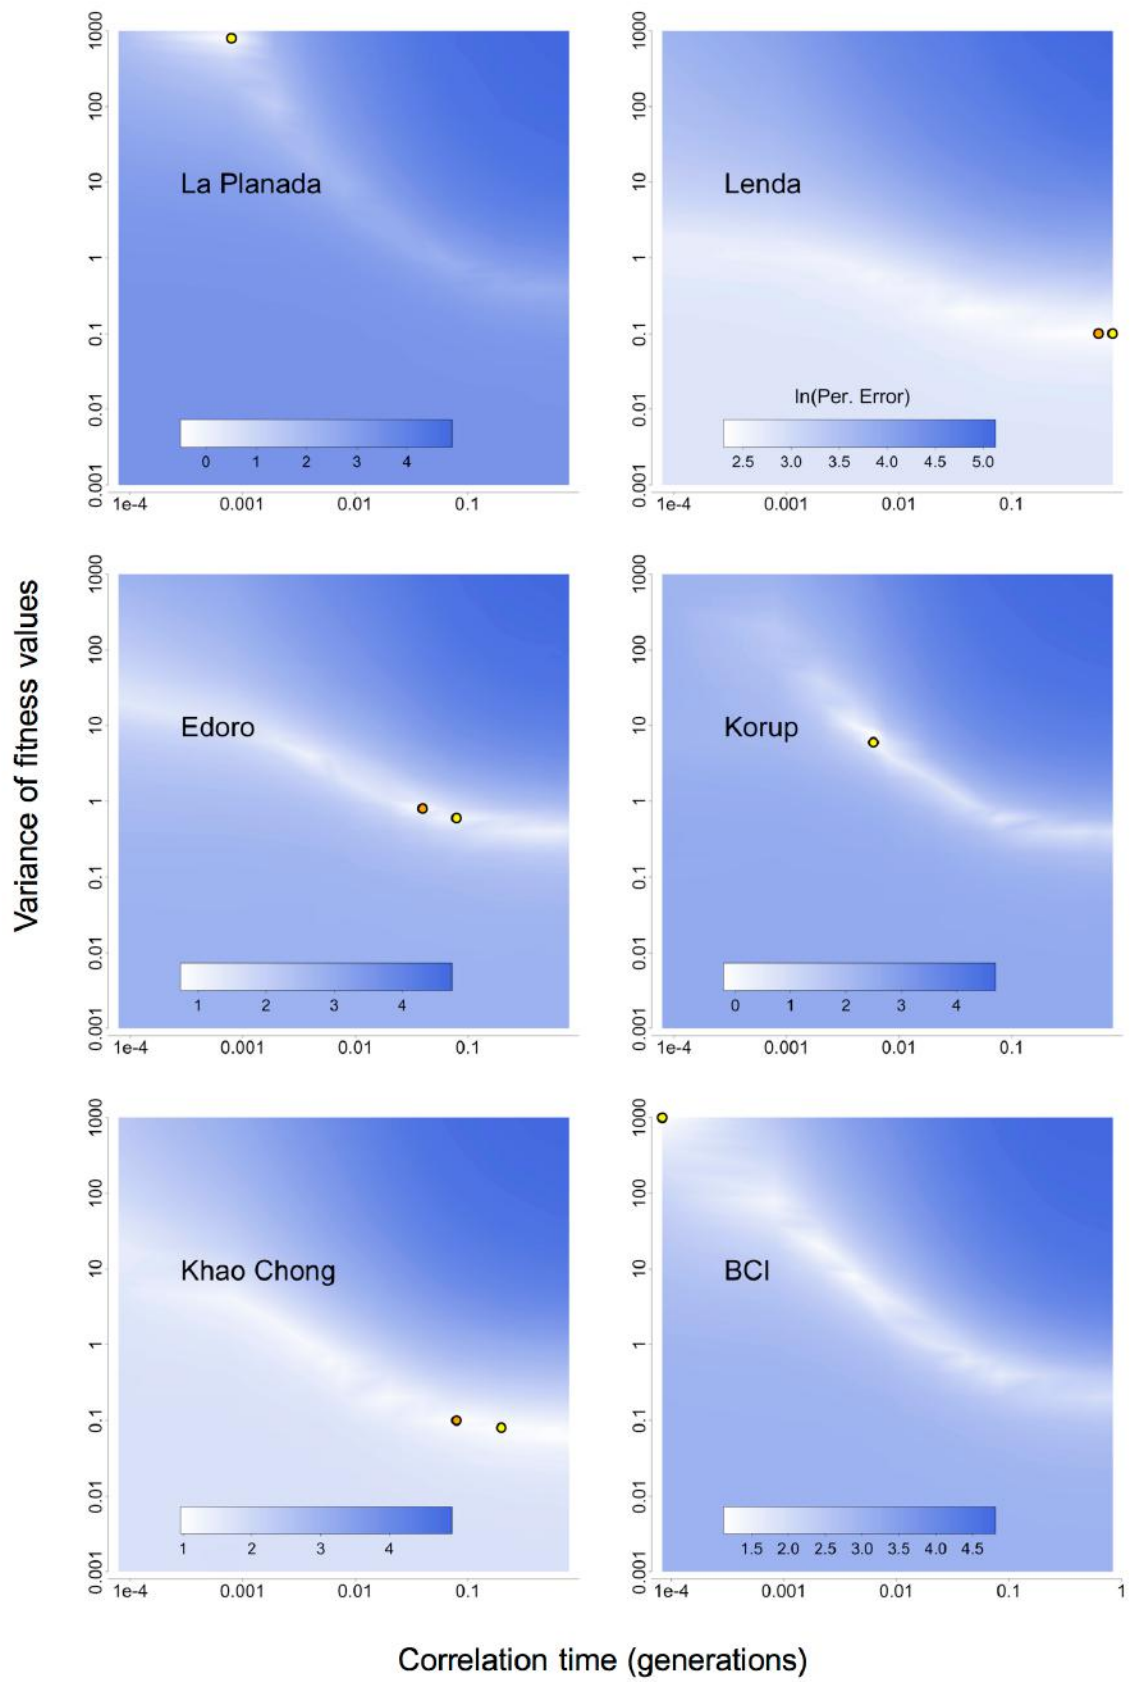 1000
100
10
1
0.1
0.01
0.001
La Planada
0 1 2 3 4
1e-4 0.001 0.01 0.1
1000
100
10
1
0.1
0.01
0.001
Lenda
ln(Per. Error)
2.5 3.0 3.5 4.0 4.5 5.0
1e-4 0.001 0.01 0.1
Variance of fitness values
1000
100
10
1
0.1
0.01
0.001
Edoro
1 2 3 4
1e-4 0.001 0.01 0.1
1000
100
10
1
0.1
0.01
0.001
Korup
0 1 2 3 4
1e-4 0.001 0.01 0.1
1000
100
10
1
0.1
0.01
0.001
Khao Chong
1 2 3 4
1e-4 0.001 0.01 0.1
1000
100
10
1
0.1
0.01
0.001
BCI
1.5 2.0 2.5 3.0 3.5 4.0 4.5
1e-4 0.001 0.01 0.1 1
Correlation time (generations)